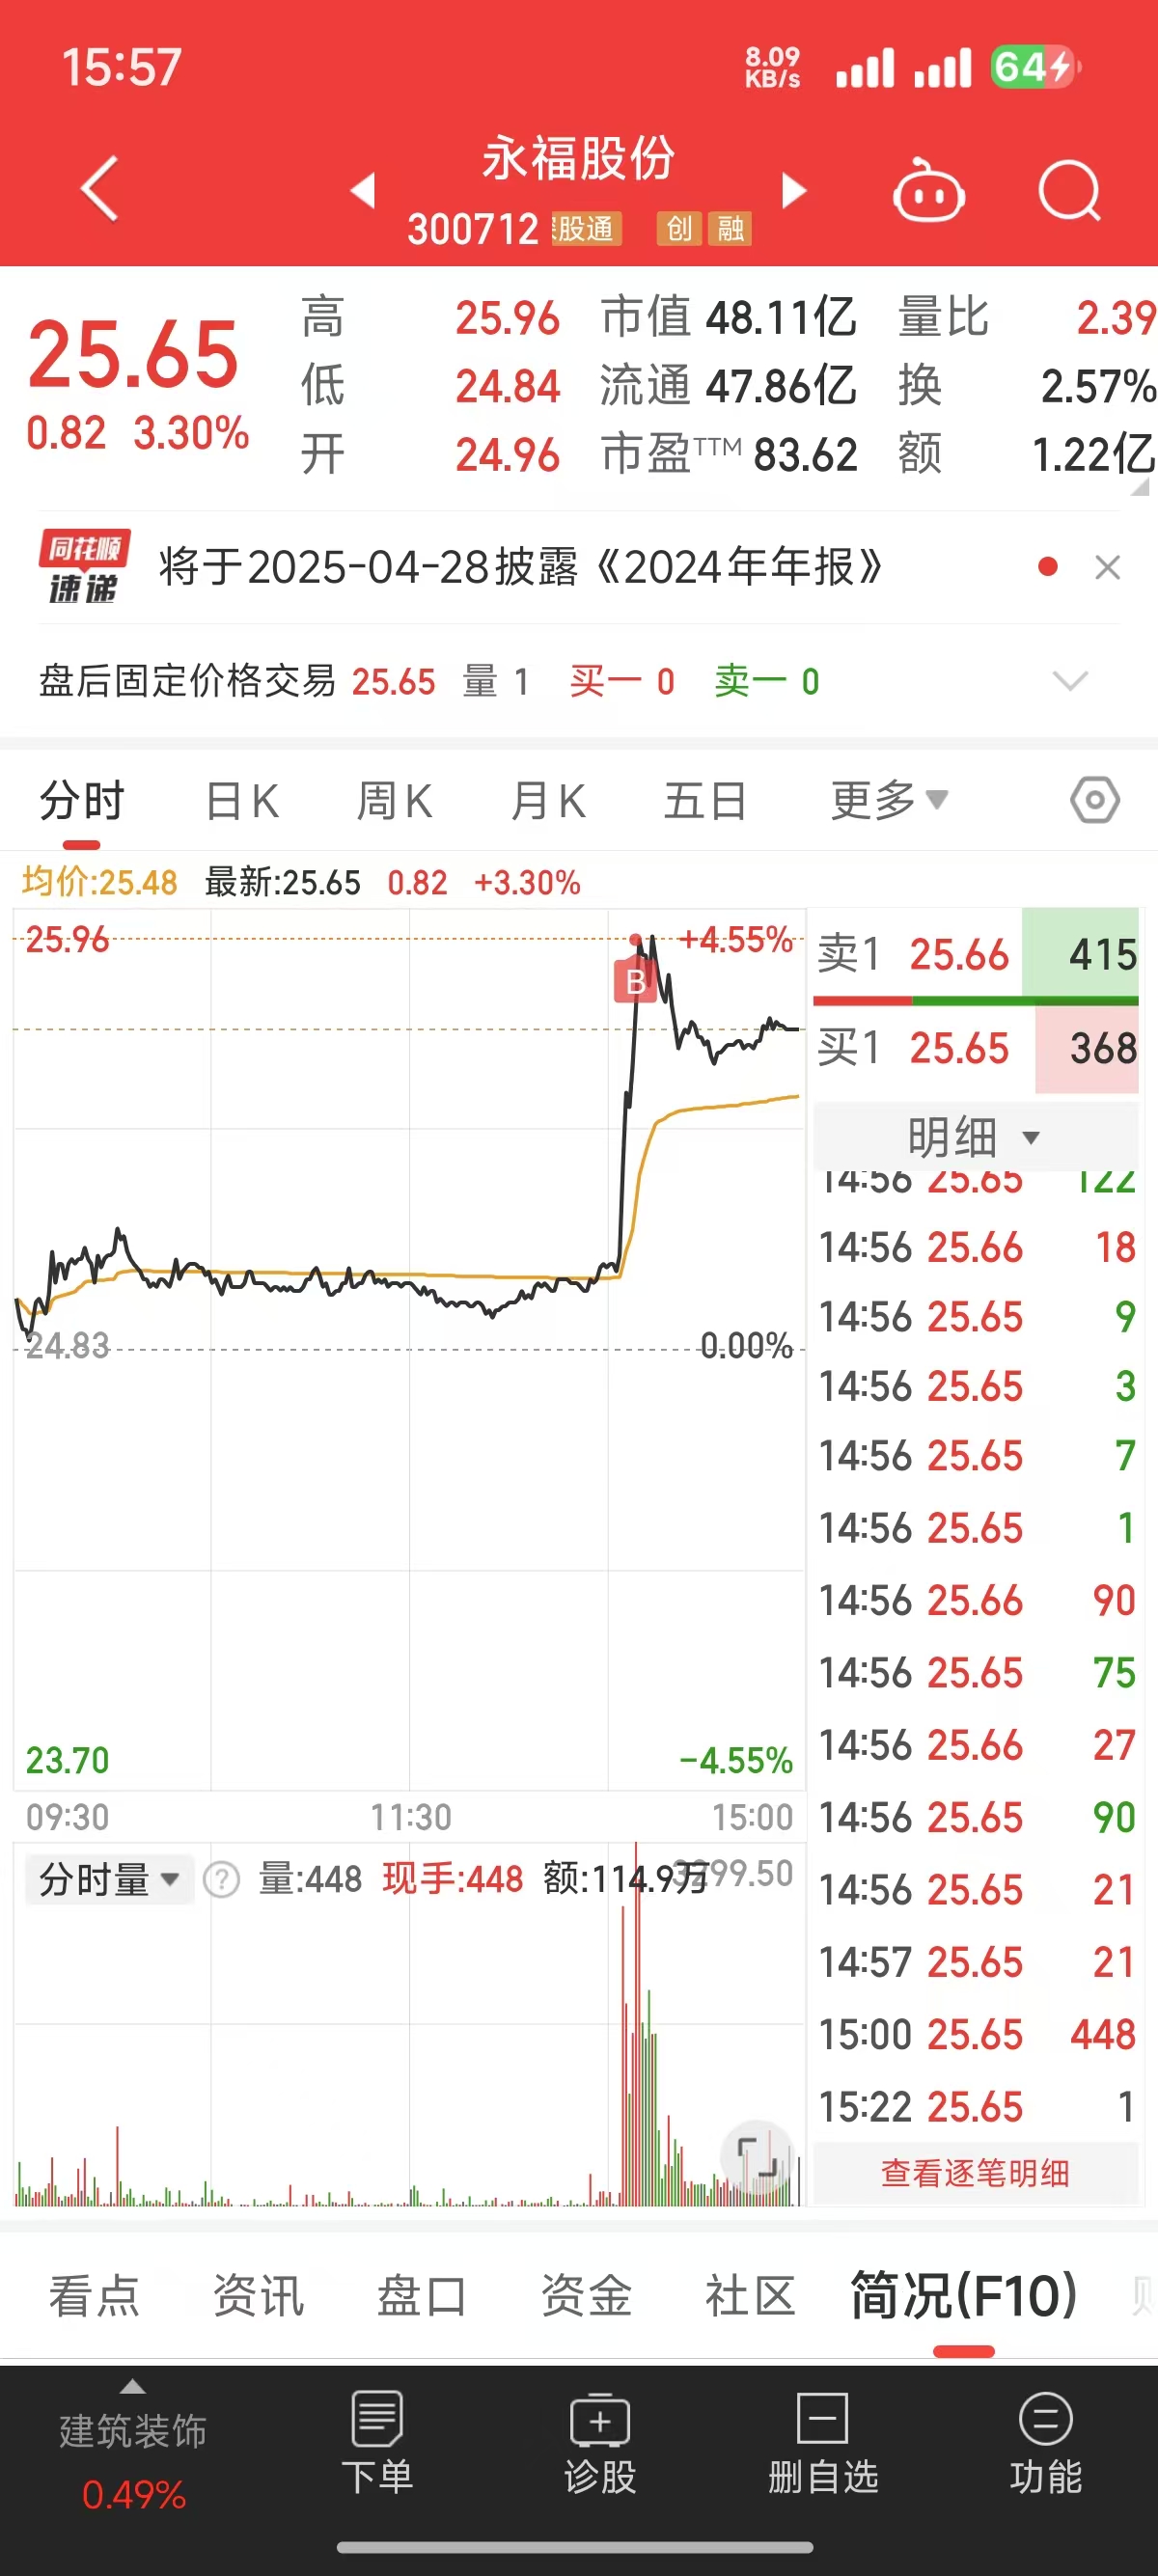 15:57 8.09 KB/s 64
永福股份
300712 股通 创 融
25.65 高 25.96 市值 48.11亿 量比 2.39
0.82 3.30% 低 24.84 流通 47.86亿 换 2.57%
开 24.96 市盈TTM 83.62 额 1.22亿
同花顺
速递
将于2025-04-28披露《2024年年报》
盘后固定价格交易 25.65 量 1 买一 0 卖一 0
分时 日K 周K 月K 五日 更多
均价:25.48 最新:25.65 0.82 +3.30%
25.96 +4.55%
B
24.83 0.00%
23.70 -4.55%
09:30 11:30 15:00
分时量 ? 量:448 现手:448 额:114.9万 3299.50
卖1 25.66 415
买1 25.65 368
明细
14:56 25.65 122
14:56 25.66 18
14:56 25.65 9
14:56 25.65 3
14:56 25.65 7
14:56 25.65 1
14:56 25.66 90
14:56 25.65 75
14:56 25.66 27
14:56 25.65 90
14:56 25.65 21
14:57 25.65 21
15:00 25.65 448
15:22 25.65 1
查看逐笔明细
看点 资讯 盘口 资金 社区 简况(F10)
建筑装饰
0.49%
下单 诊股 删自选 功能